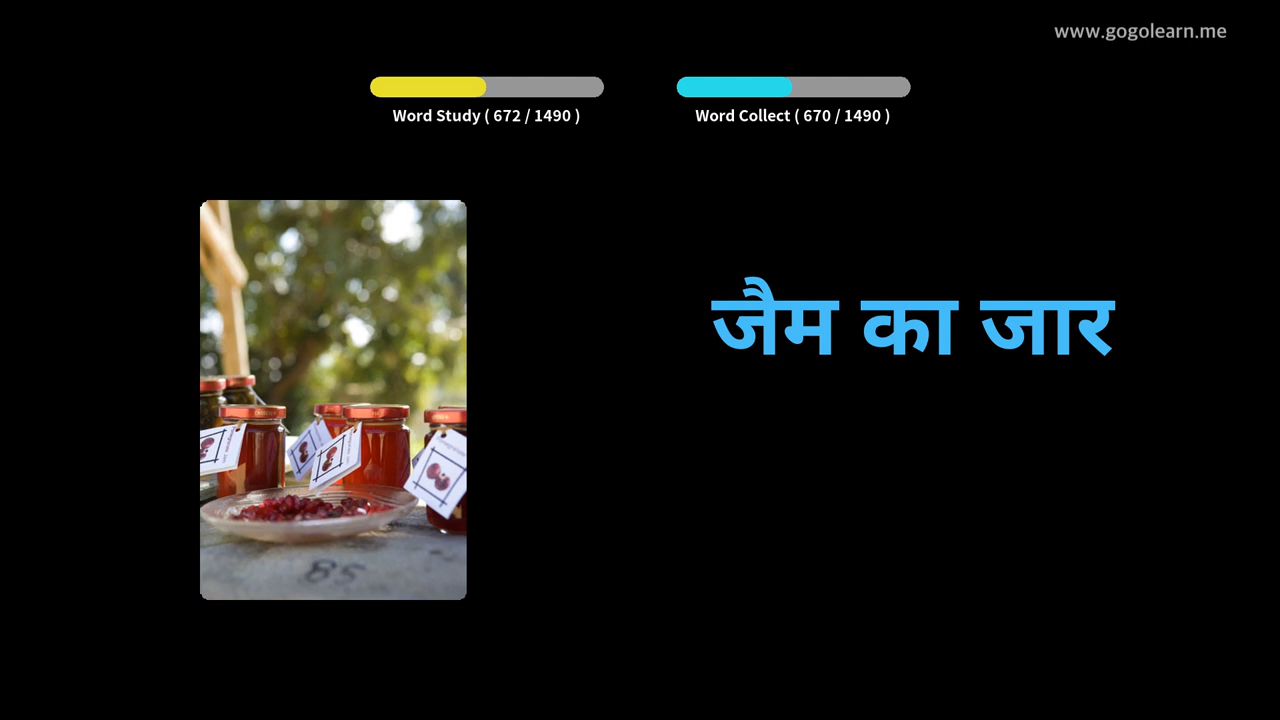 www.gogolearn.me
Word Study ( 672 / 1490 )
Word Collect ( 670 / 1490 )
जैम का जार
85